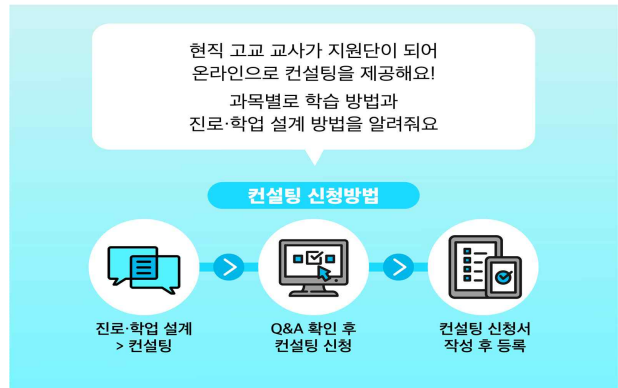 현직 고교 교사가 지원단이 되어
온라인으로 컨설팅을 제공해요!
과목별로 학습 방법과
진로·학업 설계 방법을 알려줘요
컨설팅 신청방법
진로·학업 설계
> 컨설팅
Q&A 확인 후
컨설팅 신청
컨설팅 신청서
작성 후 등록